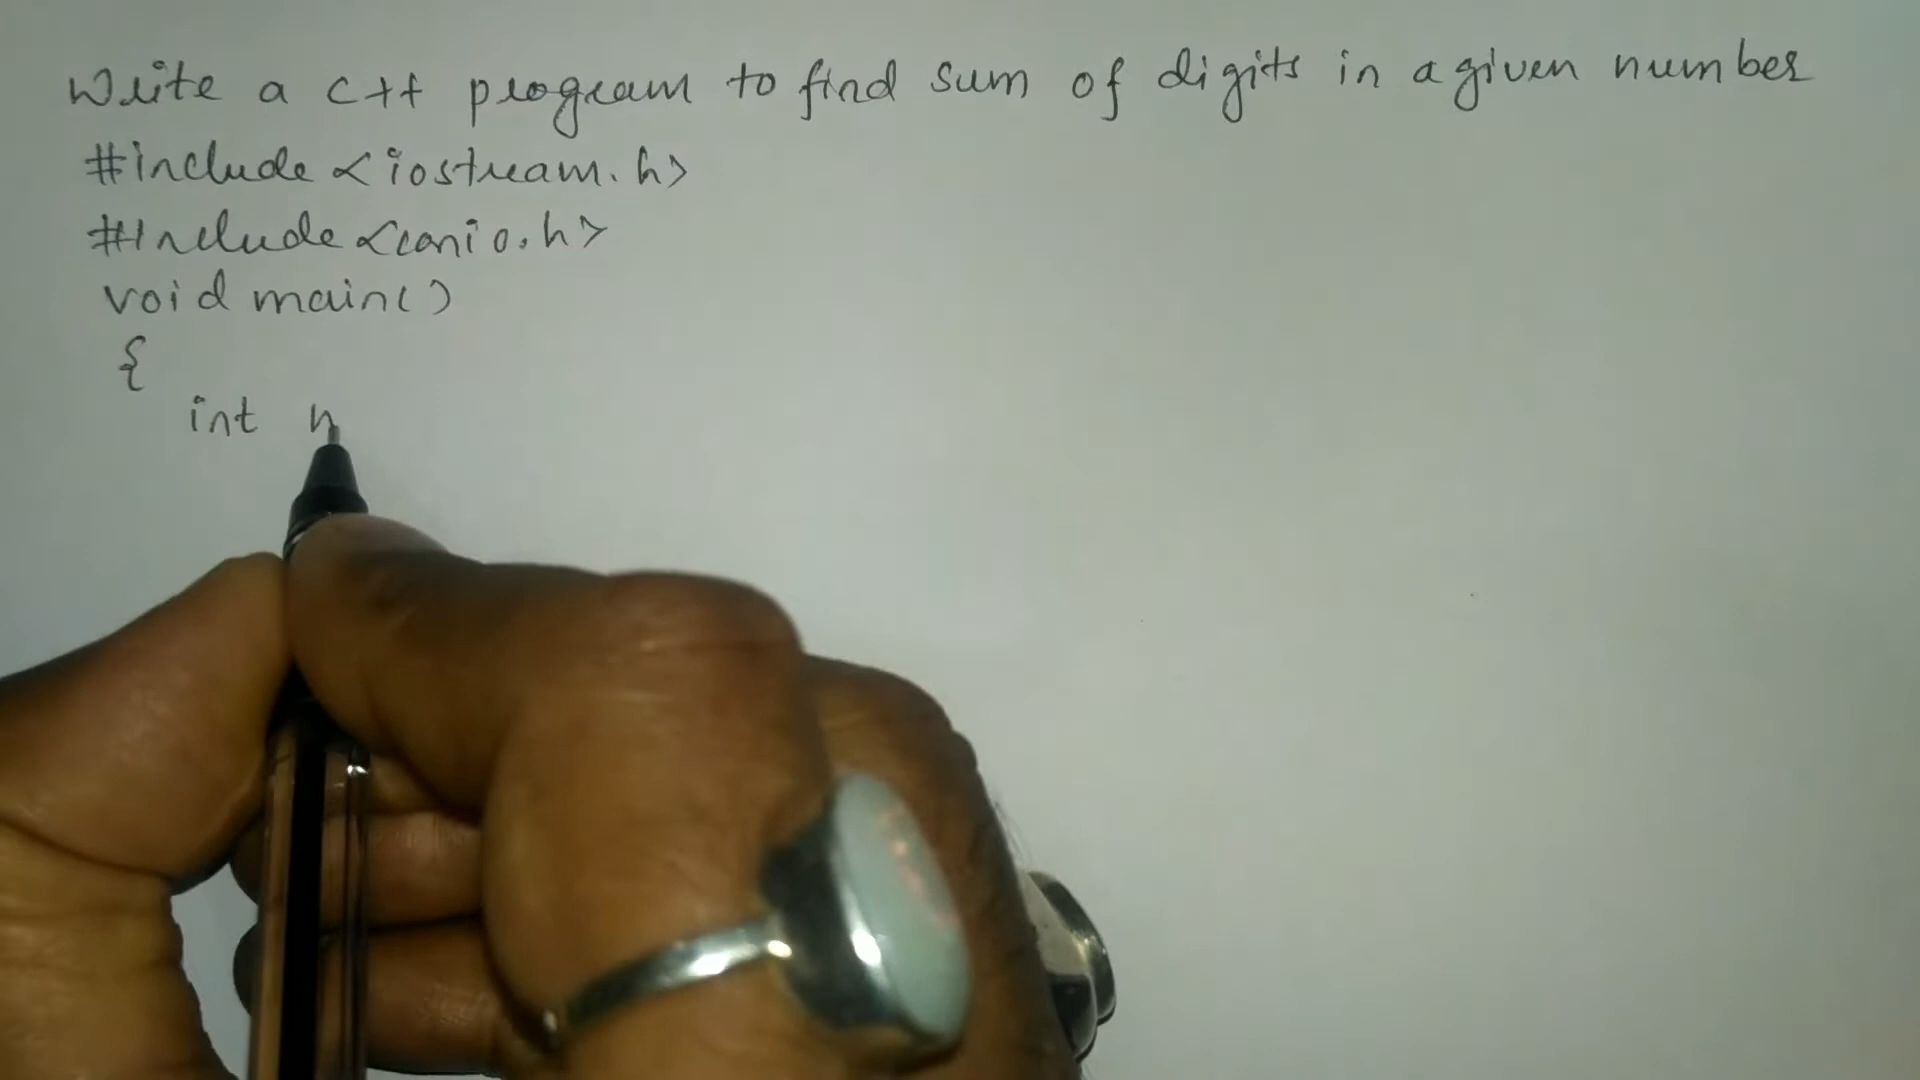 Write a c++ program to find sum of digits in a given number
#include <iostream.h>
#Include <conio.h>
void main()
{
int n